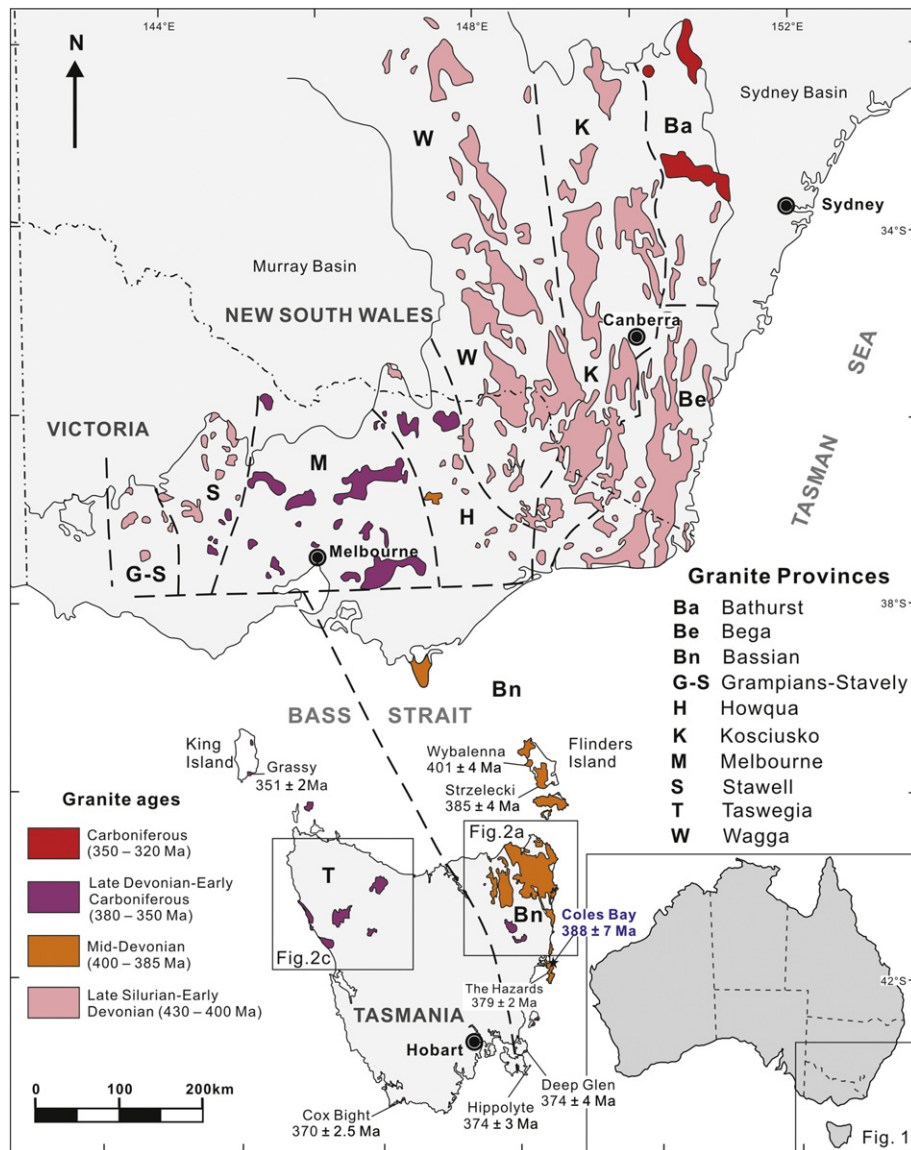 144°E
148°E
152°E
N
Sydney Basin
W
K
Ba
Sydney
34°S
Murray Basin
NEW SOUTH WALES
Canberra
W
K
Be
SEA
TASMAN
VICTORIA
M
S
H
Melbourne
G-S
38°S
Granite Provinces
Ba Bathurst
Be Bega
Bn Bassian
G-S Grampians-Stavely
H Howqua
K Kosciusko
M Melbourne
S Stawell
T Taswegia
W Wagga
Bn
BASS STRAIT
King
Island
Grassy
351 ± 2Ma
Wybalenna
401 ± 4 Ma
Flinders
Island
Strzelecki
385 ± 4 Ma
Granite ages
Carboniferous
(350 – 320 Ma)
Late Devonian-Early
Carboniferous
(380 – 350 Ma)
Mid-Devonian
(400 – 385 Ma)
Late Silurian-Early
Devonian (430 – 400 Ma)
Fig.2a
T
Bn
Coles Bay
388 ± 7 Ma
Fig.2c
The Hazards
379 ± 2 Ma
42°S
TASMANIA
Hobart
Deep Glen
374 ± 4 Ma
Hippolyte
374 ± 3 Ma
Cox Bight
370 ± 2.5 Ma
0 100 200km
Fig. 1